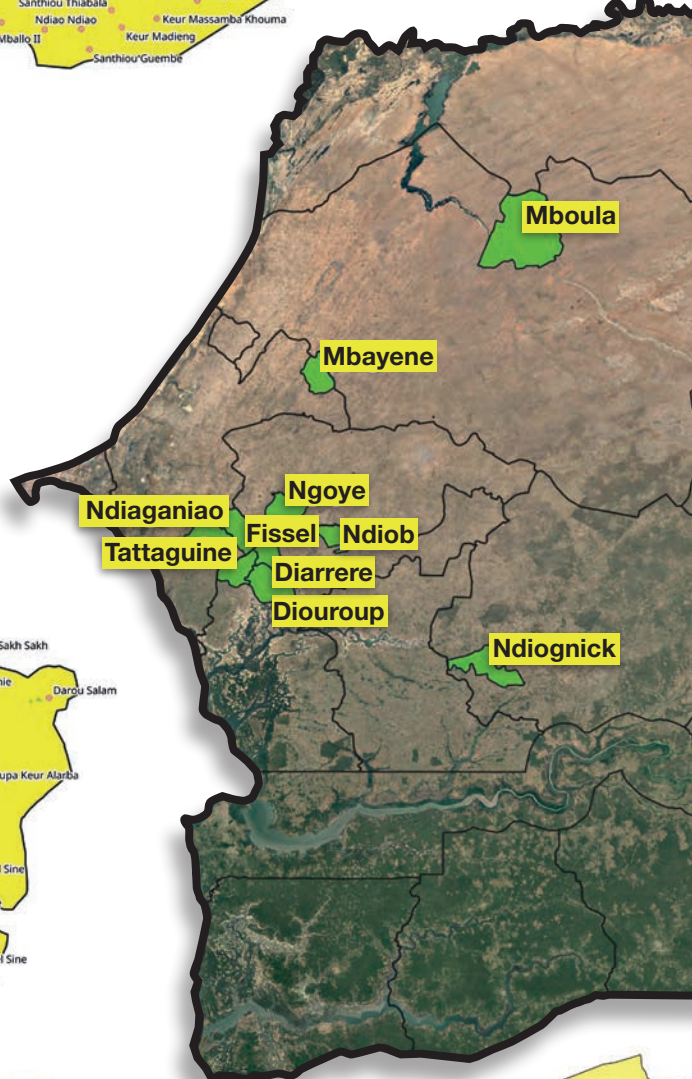 Santhiou Thiabala
Ndiao Ndiao
Keur Massamba Khouma
Mballo II
Keur Madieng
Santhiou Guembe
Mboula
Mbayene
Ngoye
Ndiaganiao
Fissel
Ndiob
Tattaguine
Diarrere
Diouroup
Sakh Sakh
Ndiognick
Darou Salam
Keur Alarba
Sine
Sine